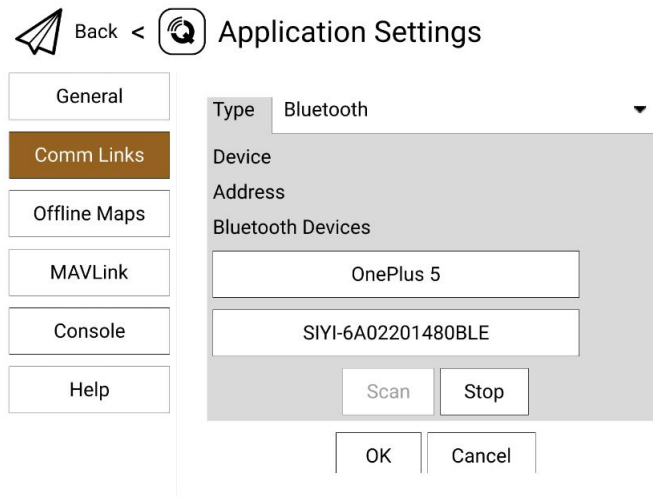 Back < Application Settings
General
Comm Links
Offline Maps
MAVLink
Console
Help
Type Bluetooth
Device
Address
Bluetooth Devices
OnePlus 5
SIYI-6A02201480BLE
Scan Stop
OK Cancel